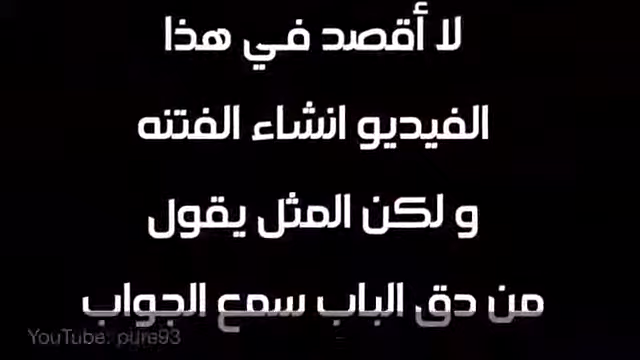 لا أقصد في هذا
الفيديو انشاء الفتنه
و لكن المثل يقول
من دق الباب سمع الجواب
YouTube: pure93